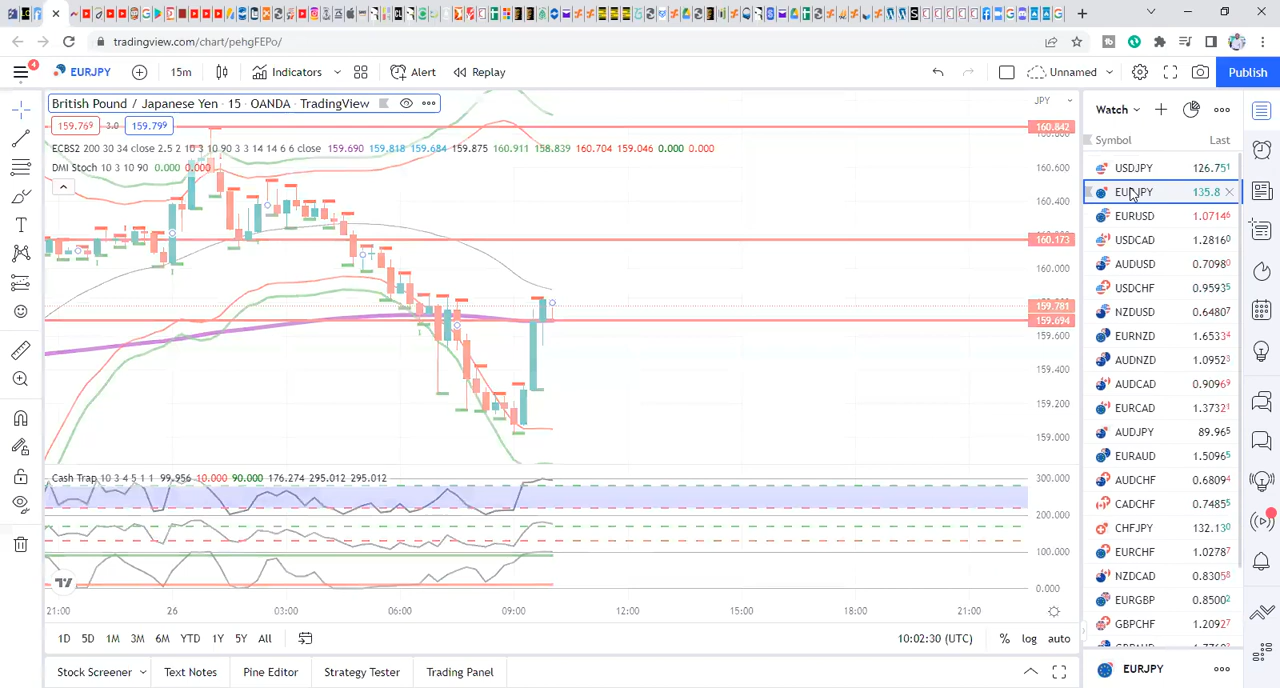 tradingview.com/chart/pehgFEPo/
4
EURJPY
15m
Indicators
Alert
Replay
Unnamed
Publish
British Pound / Japanese Yen · 15 · OANDA · TradingView
159.769 3.0 159.799
ECBS2 200 30 34 close 2.5 2 10 3 10 90 3 3 14 14 6 6 close 159.690 159.818 159.684 159.875 160.911 158.839 160.704 159.046 0.000 0.000
DMI Stoch 10 3 10 90 0.000 0.000
JPY
160.842
160.600
160.400
160.173
160.000
159.781
159.694
159.600
159.400
159.200
159.000
Cash Trap 10 3 4 5 1 1 99.956 10.000 90.000 176.274 295.012 295.012
300.000
200.000
100.000
0.000
21:00 26 03:00 06:00 09:00 12:00 15:00 18:00 21:00
1D 5D 1M 3M 6M YTD 1Y 5Y All
10:02:30 (UTC) % log auto
Stock Screener Text Notes Pine Editor Strategy Tester Trading Panel
Watch
Symbol Last
USDJPY 126.751
EURJPY 135.8
EURUSD 1.07146
USDCAD 1.28160
AUDUSD 0.70980
USDCHF 0.95935
NZDUSD 0.64807
EURNZD 1.65334
AUDNZD 1.09523
AUDCAD 0.90969
EURCAD 1.37321
AUDJPY 89.965
EURAUD 1.50965
AUDCHF 0.68094
CADCHF 0.74855
CHFJPY 132.130
EURCHF 1.02787
NZDCAD 0.83058
EURGBP 0.85002
GBPCHF 1.20927
EURJPY